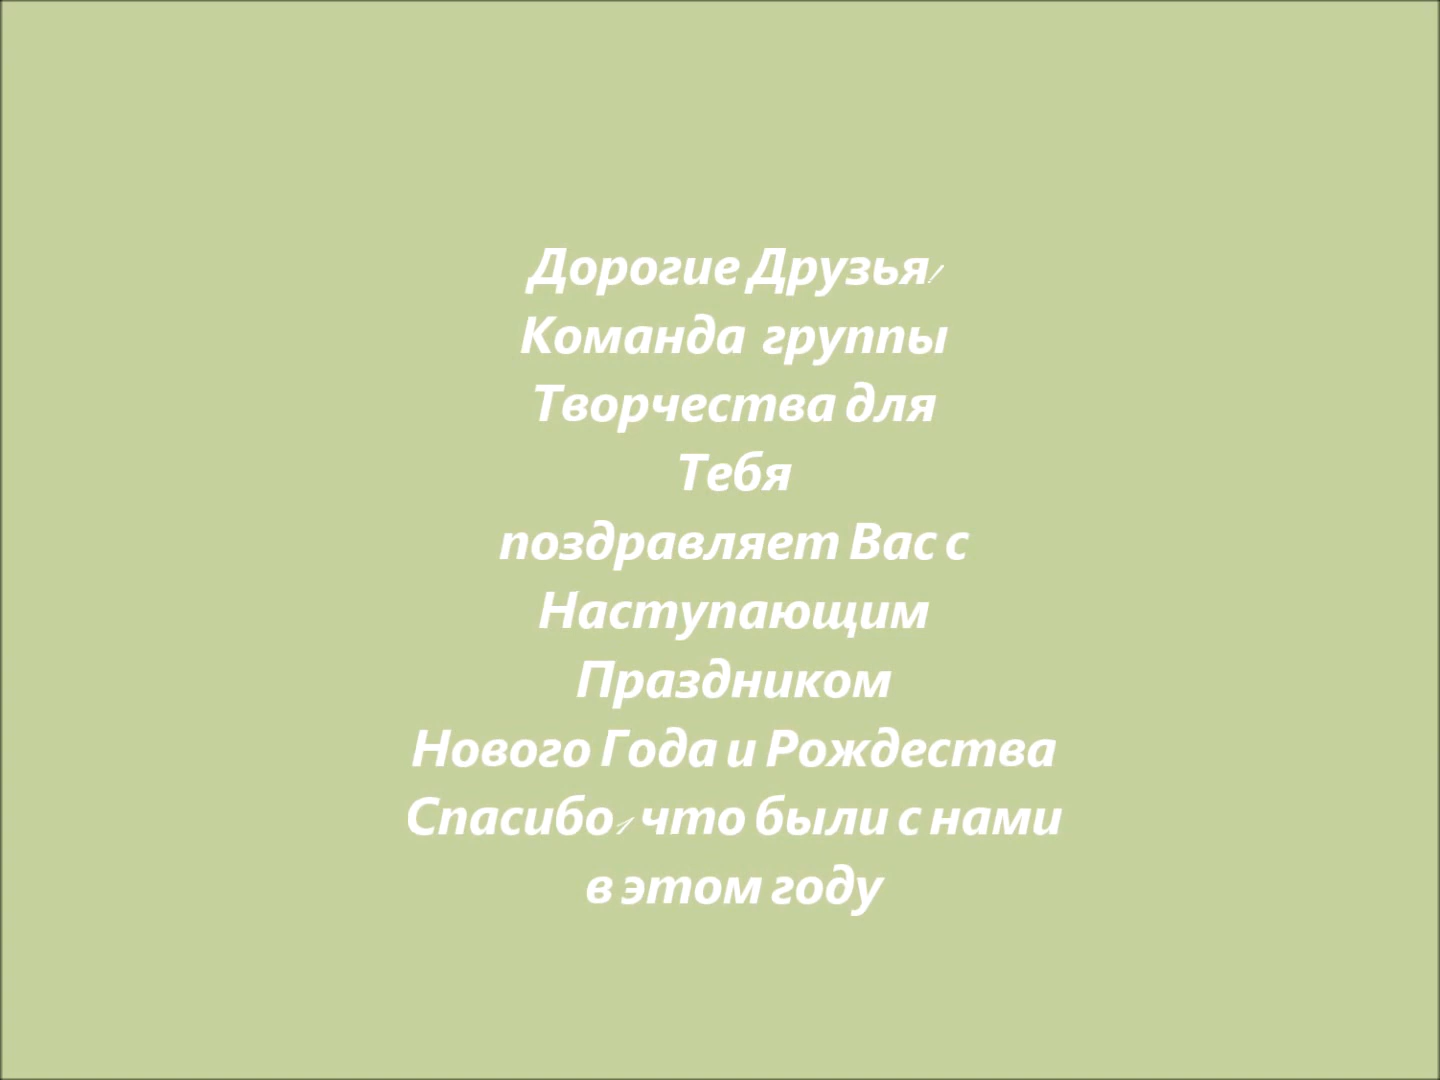 Дорогие Друзья!
Команда группы
Творчества для
Тебя
поздравляет Вас с
Наступающим
Праздником
Нового Года и Рождества
Спасибо, что были с нами
в этом году